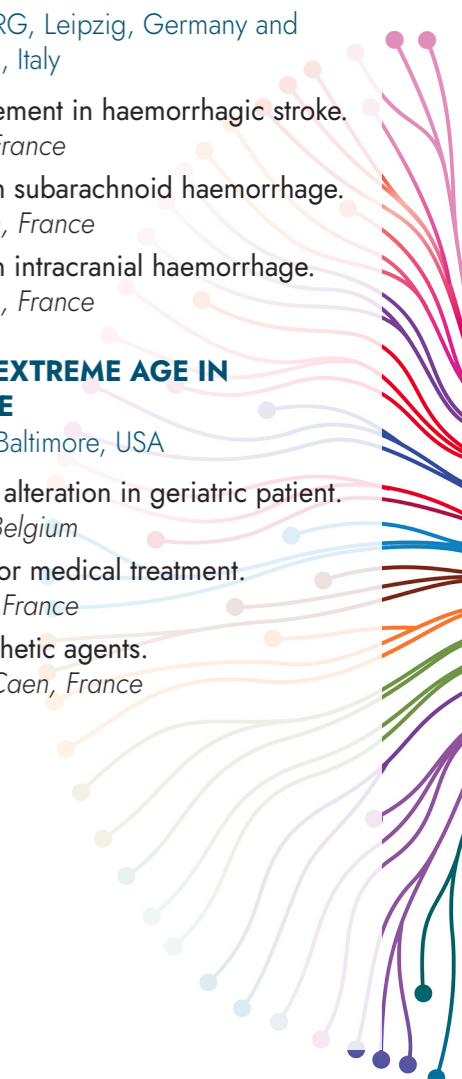 RG, Leipzig, Germany and
, Italy
ement in haemorrhagic stroke.
France
n subarachnoid haemorrhage.
, France
n intracranial haemorrhage.
, France
EXTREME AGE IN
E
Baltimore, USA
alteration in geriatric patient.
Belgium
or medical treatment.
France
hetic agents.
Caen, France